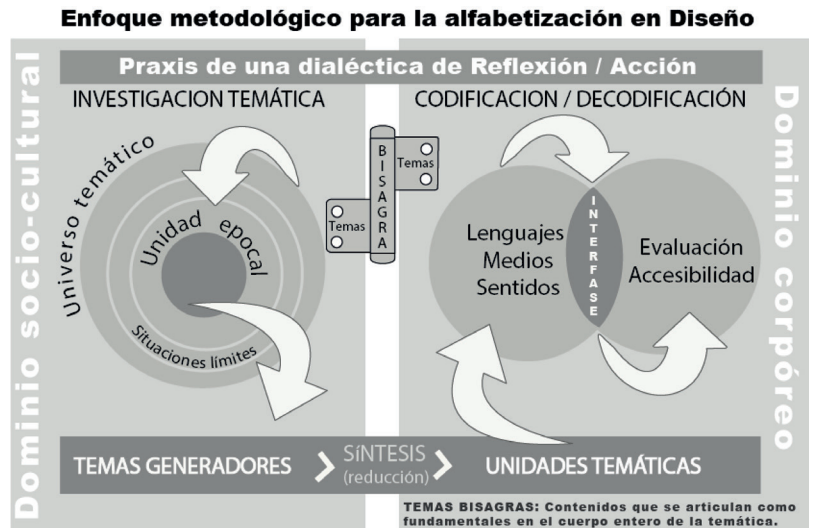 Enfoque metodológico para la alfabetización en Diseño
Praxis de una dialéctica de Reflexión / Acción
Dominio socio-cultural
INVESTIGACION TEMÁTICA
Universo temático
Unidad epocal
Situaciones límites
Temas
BISAGRA
Temas
CODIFICACION / DECODIFICACIÓN
Lenguajes
Medios
Sentidos
INTERFASE
Evaluación
Accesibilidad
Dominio corpóreo
TEMAS GENERADORES
SíNTESIS
(reducción)
UNIDADES TEMÁTICAS
TEMAS BISAGRAS: Contenidos que se articulan como
fundamentales en el cuerpo entero de la temática.